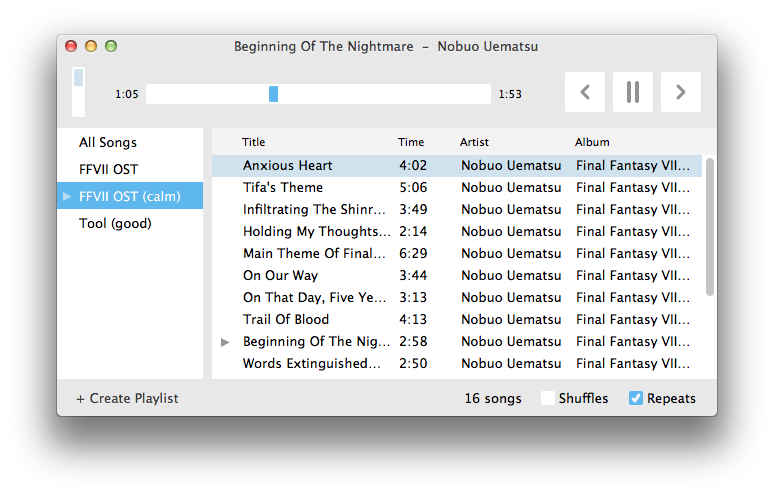 Beginning Of The Nightmare – Nobuo Uematsu
1:05 1:53
All Songs
FFVII OST
FFVII OST (calm)
Tool (good)
Title Time Artist Album
Anxious Heart 4:02 Nobuo Uematsu Final Fantasy VII...
Tifa's Theme 5:06 Nobuo Uematsu Final Fantasy VII...
Infiltrating The Shinr... 3:49 Nobuo Uematsu Final Fantasy VII...
Holding My Thoughts... 2:14 Nobuo Uematsu Final Fantasy VII...
Main Theme Of Final... 6:29 Nobuo Uematsu Final Fantasy VII...
On Our Way 3:44 Nobuo Uematsu Final Fantasy VII...
On That Day, Five Ye... 3:13 Nobuo Uematsu Final Fantasy VII...
Trail Of Blood 4:13 Nobuo Uematsu Final Fantasy VII...
Beginning Of The Nig... 2:58 Nobuo Uematsu Final Fantasy VII...
Words Extinguished... 2:50 Nobuo Uematsu Final Fantasy VII...
+ Create Playlist 16 songs Shuffles Repeats